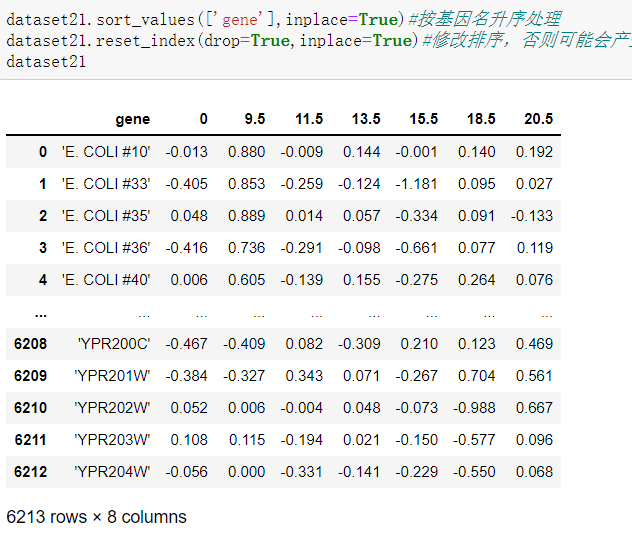 dataset21.sort_values(['gene'],inplace=True)#按基因名升序处理
dataset21.reset_index(drop=True,inplace=True)#修改排序，否则可能会产
dataset21
gene 0 9.5 11.5 13.5 15.5 18.5 20.5
0 'E. COLI #10' -0.013 0.880 -0.009 0.144 -0.001 0.140 0.192
1 'E. COLI #33' -0.405 0.853 -0.259 -0.124 -1.181 0.095 0.027
2 'E. COLI #35' 0.048 0.889 0.014 0.057 -0.334 0.091 -0.133
3 'E. COLI #36' -0.416 0.736 -0.291 -0.098 -0.661 0.077 0.119
4 'E. COLI #40' 0.006 0.605 -0.139 0.155 -0.275 0.264 0.076
... ... ... ... ... ... ... ... ...
6208 'YPR200C' -0.467 -0.409 0.082 -0.309 0.210 0.123 0.469
6209 'YPR201W' -0.384 -0.327 0.343 0.071 -0.267 0.704 0.561
6210 'YPR202W' 0.052 0.006 -0.004 0.048 -0.073 -0.988 0.667
6211 'YPR203W' 0.108 0.115 -0.194 0.021 -0.150 -0.577 0.096
6212 'YPR204W' -0.056 0.000 -0.331 -0.141 -0.229 -0.550 0.068
6213 rows × 8 columns